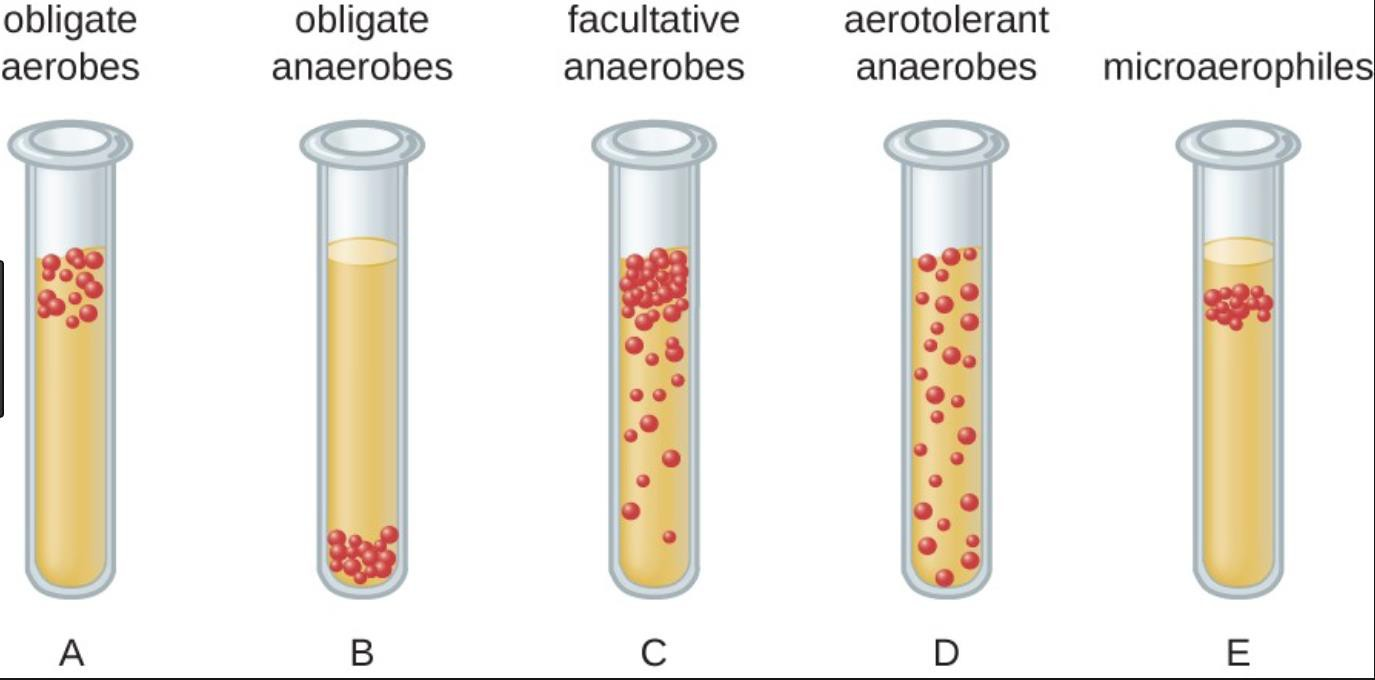 obligate
aerobes
obligate
anaerobes
facultative
anaerobes
aerotolerant
anaerobes
microaerophiles
A
B
C
D
E